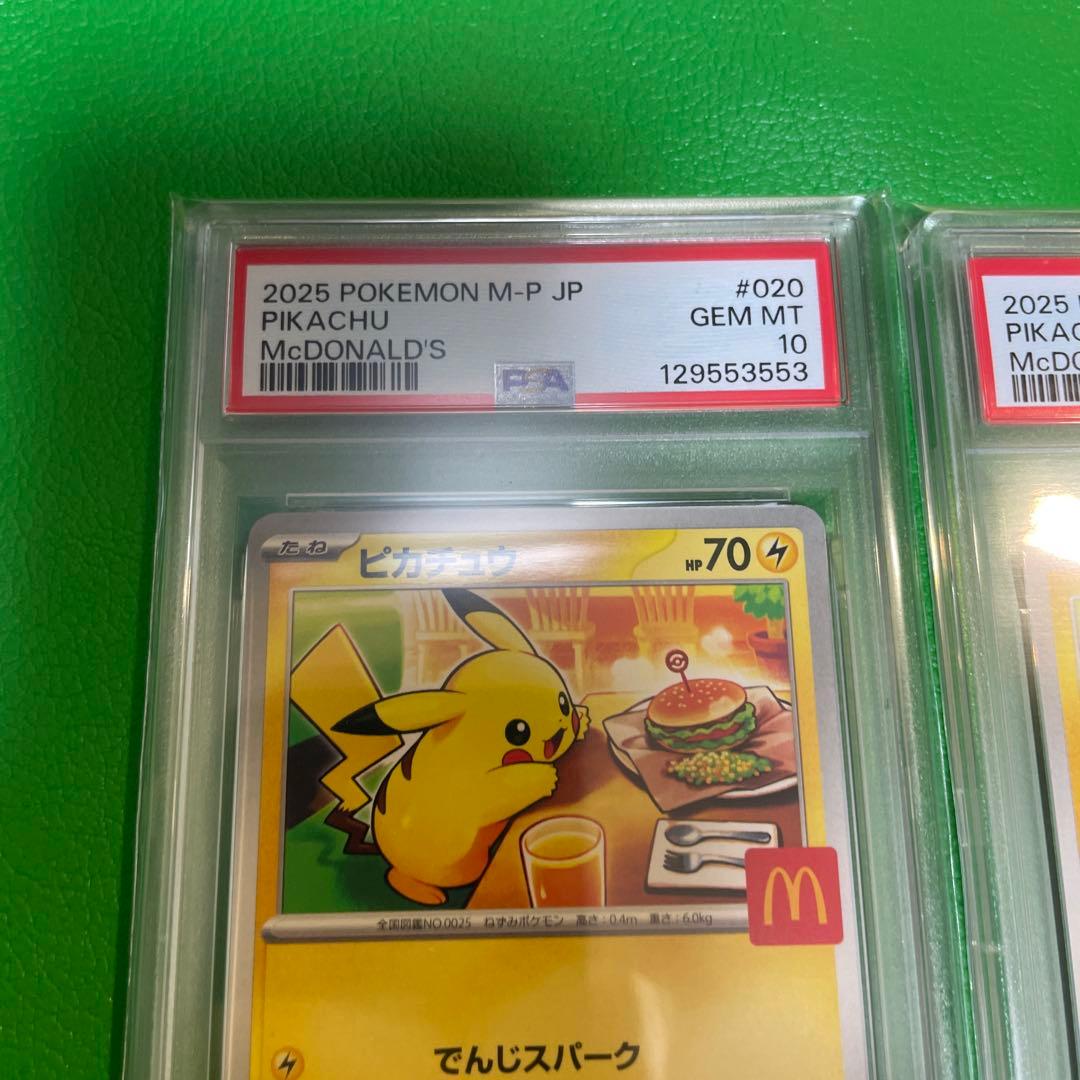 2025 POKEMON M-P JP #020
PIKACHU GEM MT
McDONALD'S 10
PSA 129553553
2025
PIKAC
McDO
たね ピカチュウ HP70
全国図鑑NO.0025 ねずみポケモン 高さ:0.4m 重さ:6.0kg
M
でんじスパーク